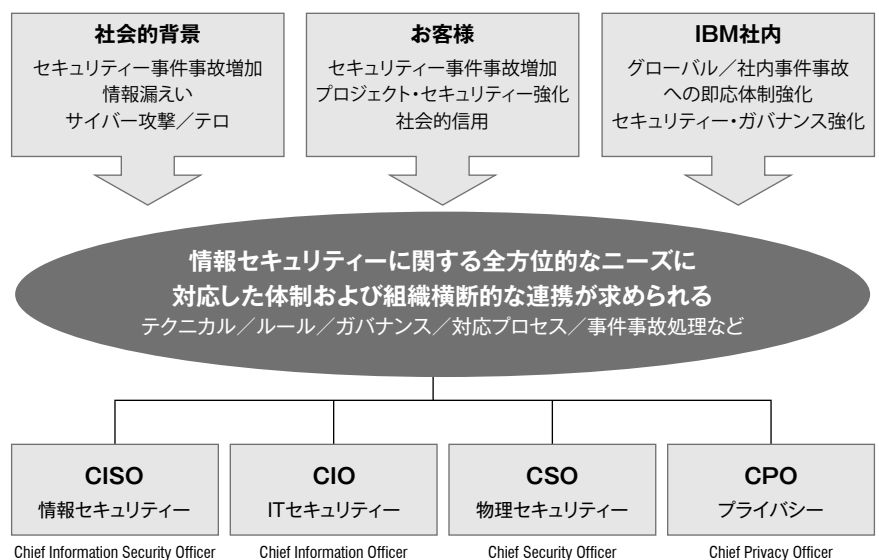 社会的背景
セキュリティー事件事故増加
情報漏えい
サイバー攻撃／テロ
お客様
セキュリティー事件事故増加
プロジェクト・セキュリティー強化
社会的信用
IBM社内
グローバル／社内事件事故
への即応体制強化
セキュリティー・ガバナンス強化
情報セキュリティーに関する全方位的なニーズに
対応した体制および組織横断的な連携が求められる
テクニカル／ルール／ガバナンス／対応プロセス／事件事故処理など
CISO
情報セキュリティー
Chief Information Security Officer
CIO
ITセキュリティー
Chief Information Officer
CSO
物理セキュリティー
Chief Security Officer
CPO
プライバシー
Chief Privacy Officer